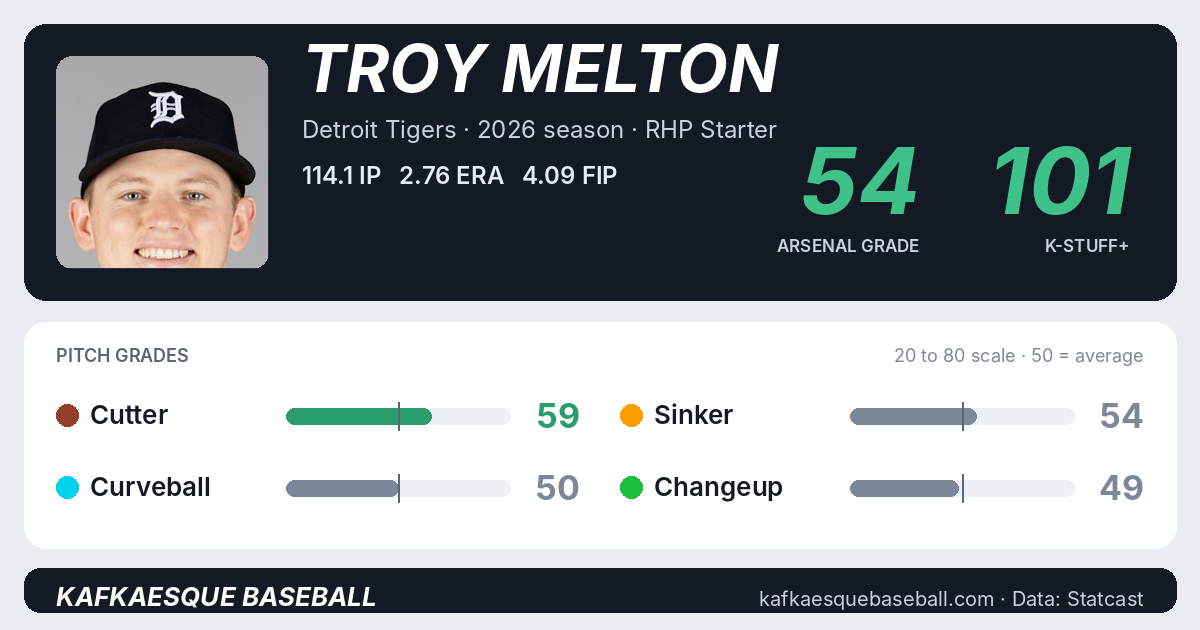 TROY MELTON
Detroit Tigers · 2026 season · RHP Starter
114.1 IP 2.76 ERA 4.09 FIP
54 101
ARSENAL GRADE K-STUFF+
D
PITCH GRADES 20 to 80 scale · 50 = average
Cutter 59 Sinker 54
Curveball 50 Changeup 49
KAFKAESQUE BASEBALL kafkaesquebaseball.com · Data: Statcast